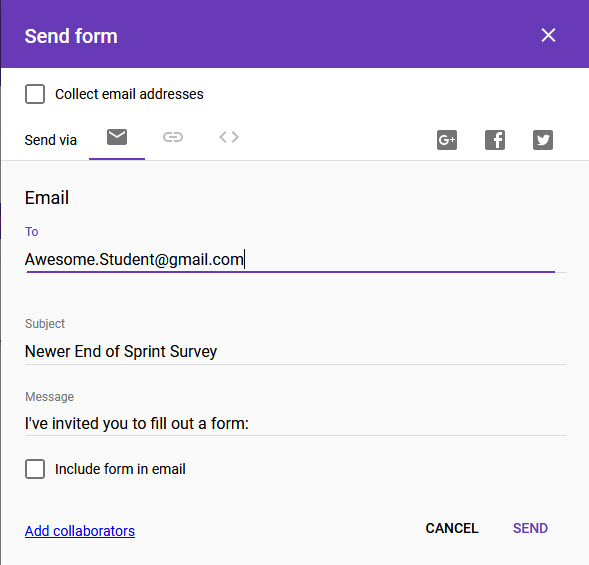 Send form
Collect email addresses
Send via
Email
To
Awesome.Student@gmail.com
Subject
Newer End of Sprint Survey
Message
I've invited you to fill out a form:
Include form in email
Add collaborators CANCEL SEND